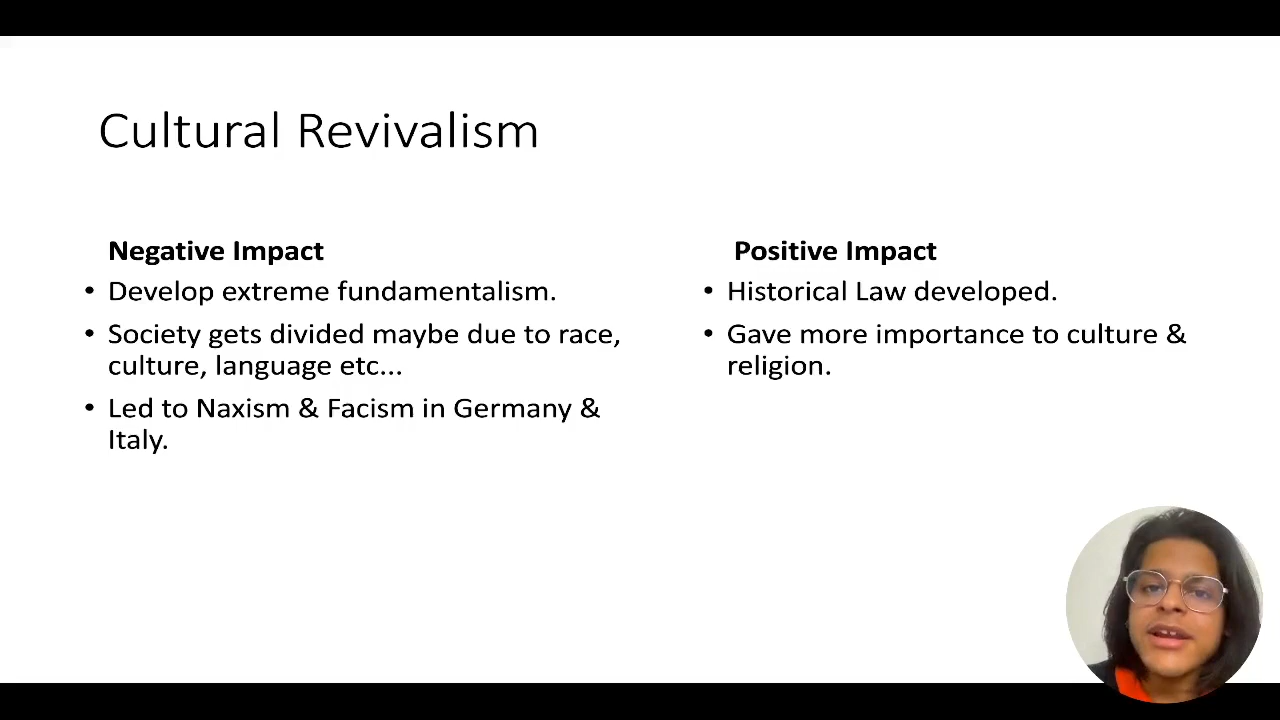 Cultural Revivalism
Negative Impact
• Develop extreme fundamentalism.
• Society gets divided maybe due to race,
culture, language etc...
• Led to Naxism & Facism in Germany &
Italy.
Positive Impact
• Historical Law developed.
• Gave more importance to culture &
religion.